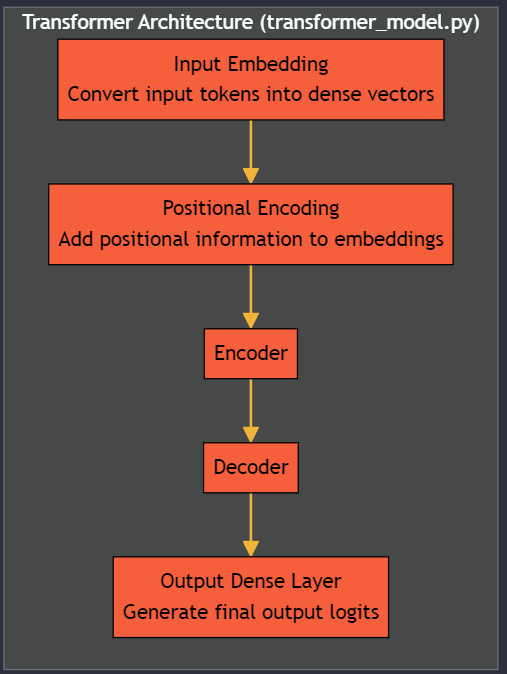 Transformer Architecture (transformer_model.py)
Input Embedding
Convert input tokens into dense vectors
Positional Encoding
Add positional information to embeddings
Encoder
Decoder
Output Dense Layer
Generate final output logits